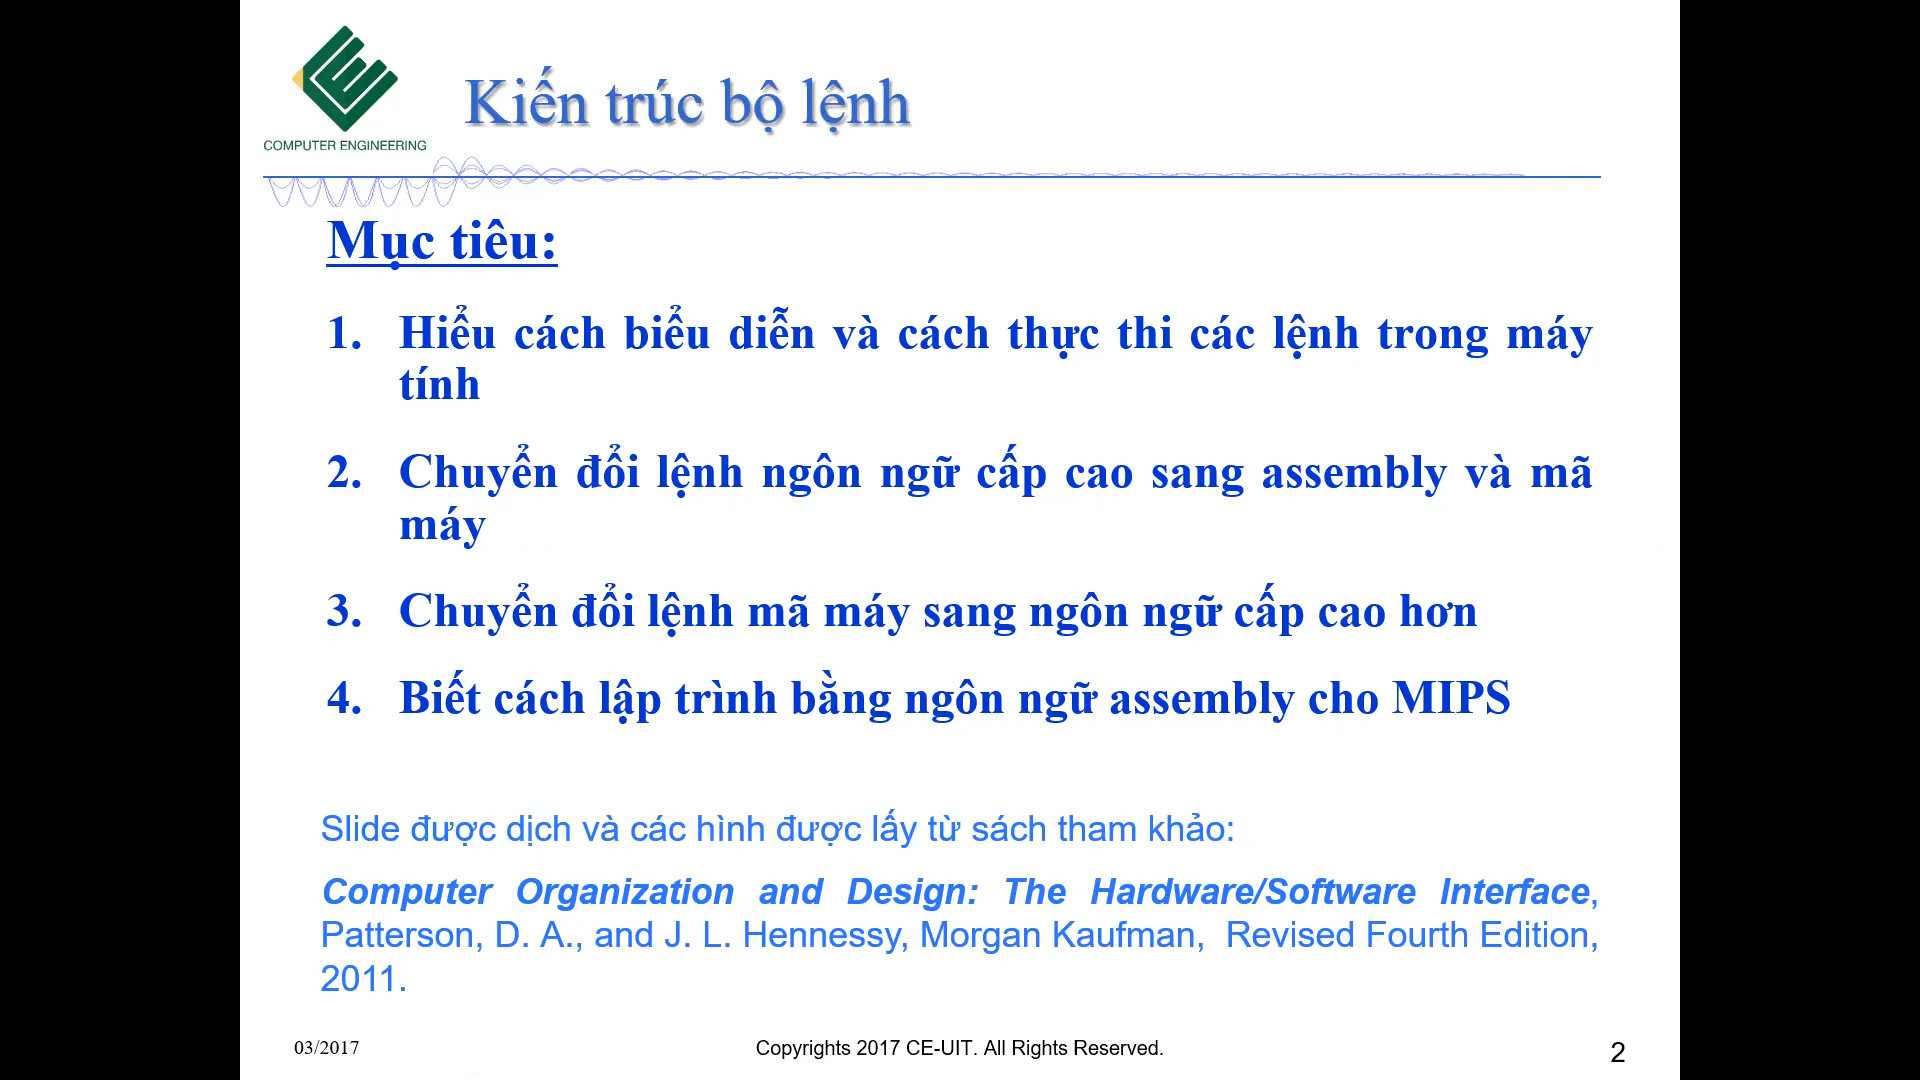 COMPUTER ENGINEERING
Kiến trúc bộ lệnh
Mục tiêu:
1. Hiểu cách biểu diễn và cách thực thi các lệnh trong máy
tính
2. Chuyển đổi lệnh ngôn ngữ cấp cao sang assembly và mã
máy
3. Chuyển đổi lệnh mã máy sang ngôn ngữ cấp cao hơn
4. Biết cách lập trình bằng ngôn ngữ assembly cho MIPS
Slide được dịch và các hình được lấy từ sách tham khảo:
Computer Organization and Design: The Hardware/Software Interface,
Patterson, D. A., and J. L. Hennessy, Morgan Kaufman, Revised Fourth Edition,
2011.
03/2017
Copyrights 2017 CE-UIT. All Rights Reserved.
2